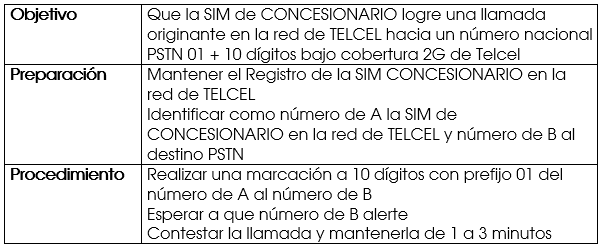 Objetivo Que la SIM de CONCESIONARIO logre una llamada
originante en la red de TELCEL hacia un número nacional
PSTN 01 + 10 dígitos bajo cobertura 2G de Telcel
Preparación Mantener el Registro de la SIM CONCESIONARIO en la
red de TELCEL
Identificar como número de A la SIM de
CONCESIONARIO en la red de TELCEL y número de B al
destino PSTN
Procedimiento Realizar una marcación a 10 dígitos con prefijo 01 del
número de A al número de B
Esperar a que número de B alerte
Contestar la llamada y mantenerla de 1 a 3 minutos